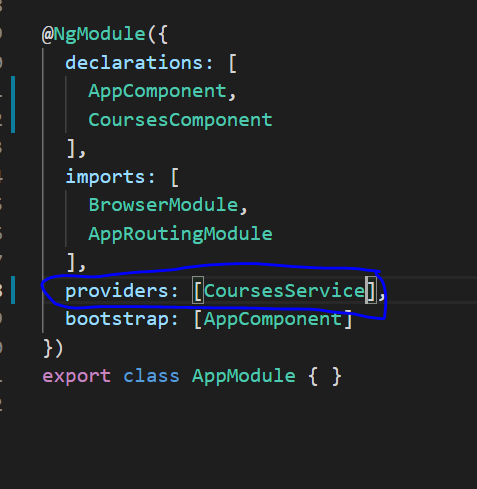 @NgModule({
declarations: [
AppComponent,
CoursesComponent
],
imports: [
BrowserModule,
AppRoutingModule
],
providers: [CoursesService],
bootstrap: [AppComponent]
})
export class AppModule { }